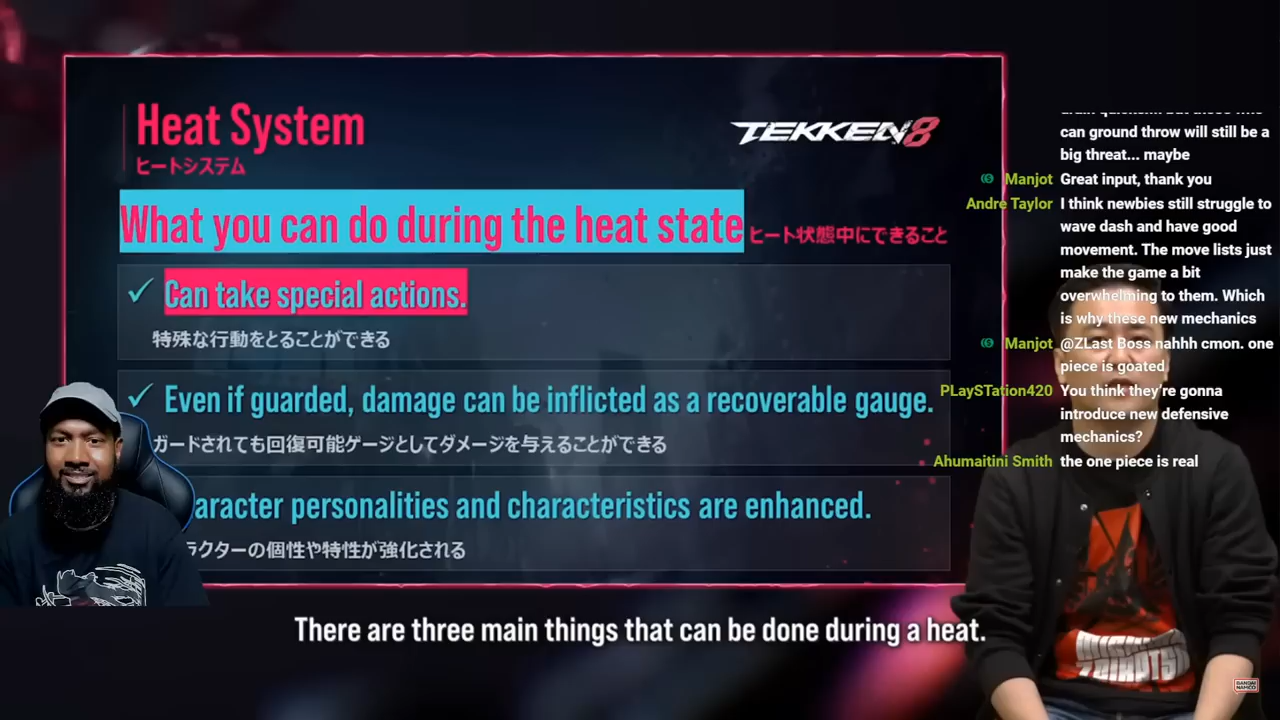 Heat System
ヒートシステム
TEKKEN 8
What you can do during the heat state ヒート状態中にできること
✓ Can take special actions.
特殊な行動をとることができる
✓ Even if guarded, damage can be inflicted as a recoverable gauge.
ガードされても回復可能ゲージとしてダメージを与えることができる
aracter personalities and characteristics are enhanced.
ラクターの個性や特性が強化される
There are three main things that can be done during a heat.
can ground throw will still be a
big threat... maybe
Manjot Great input, thank you
Andre Taylor I think newbies still struggle to
wave dash and have good
movement. The move lists just
make the game a bit
overwhelming to them. Which
is why these new mechanics
Manjot @ZLast Boss nahhh cmon. one
piece is goated
PLaySTation420 You think they're gonna
introduce new defensive
mechanics?
Ahumaitini Smith the one piece is real
BANDAI
NAMCO